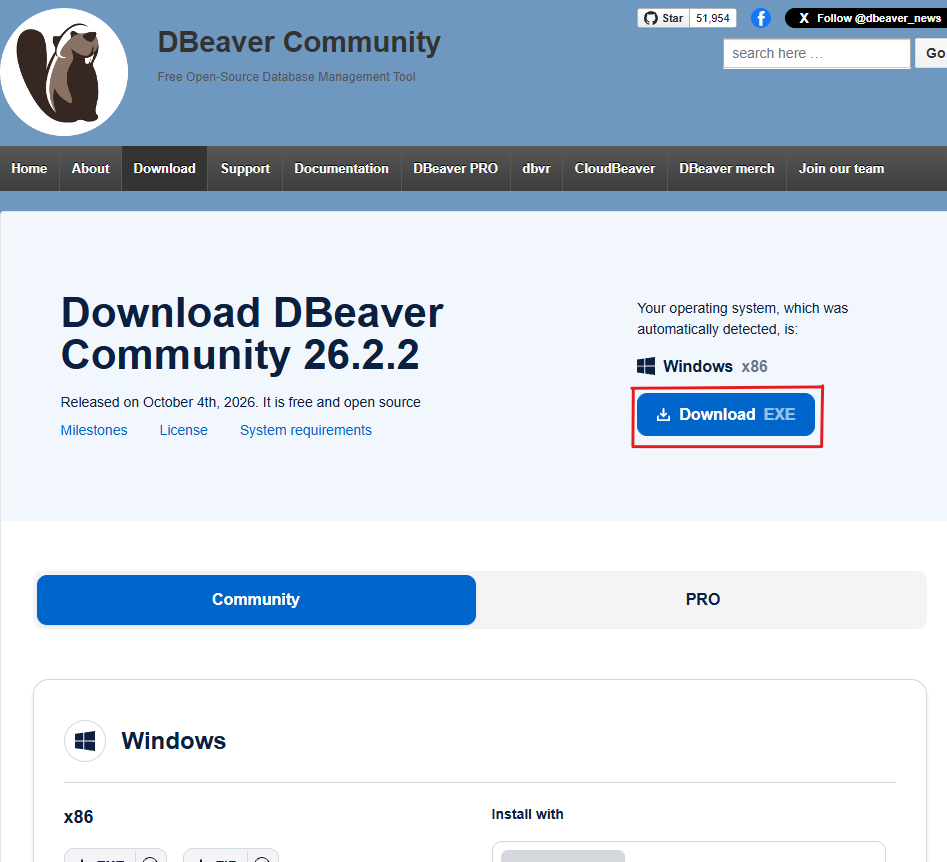 Star 51,954
Follow @dbeaver_news
DBeaver Community
Free Open-Source Database Management Tool
search here …
Go
Home About Download Support Documentation DBeaver PRO dbvr CloudBeaver DBeaver merch Join our team
Download DBeaver
Community 26.2.2
Released on October 4th, 2026. It is free and open source
Milestones License System requirements
Your operating system, which was
automatically detected, is:
Windows x86
Download EXE
Community PRO
Windows
x86
Install with